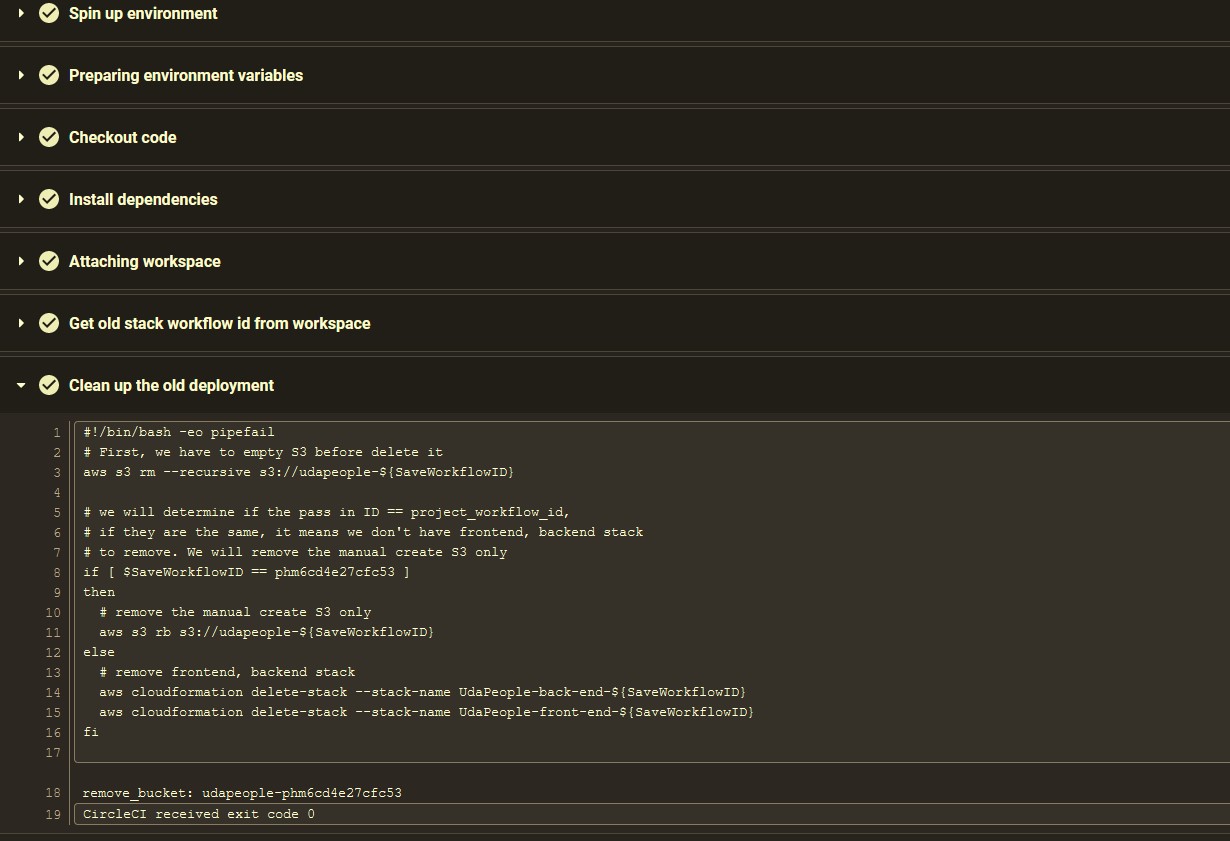 Spin up environment
Preparing environment variables
Checkout code
Install dependencies
Attaching workspace
Get old stack workflow id from workspace
Clean up the old deployment
1 #!/bin/bash -eo pipefail
2 # First, we have to empty S3 before delete it
3 aws s3 rm --recursive s3://udapeople-${SaveWorkflowID}
4
5 # we will determine if the pass in ID == project_workflow_id,
6 # if they are the same, it means we don't have frontend, backend stack
7 # to remove. We will remove the manual create S3 only
8 if [ $SaveWorkflowID == phm6cd4e27cfc53 ]
9 then
10   # remove the manual create S3 only
11   aws s3 rb s3://udapeople-${SaveWorkflowID}
12 else
13   # remove frontend, backend stack
14   aws cloudformation delete-stack --stack-name UdaPeople-back-end-${SaveWorkflowID}
15   aws cloudformation delete-stack --stack-name UdaPeople-front-end-${SaveWorkflowID}
16 fi
17
18 remove_bucket: udapeople-phm6cd4e27cfc53
19 CircleCI received exit code 0